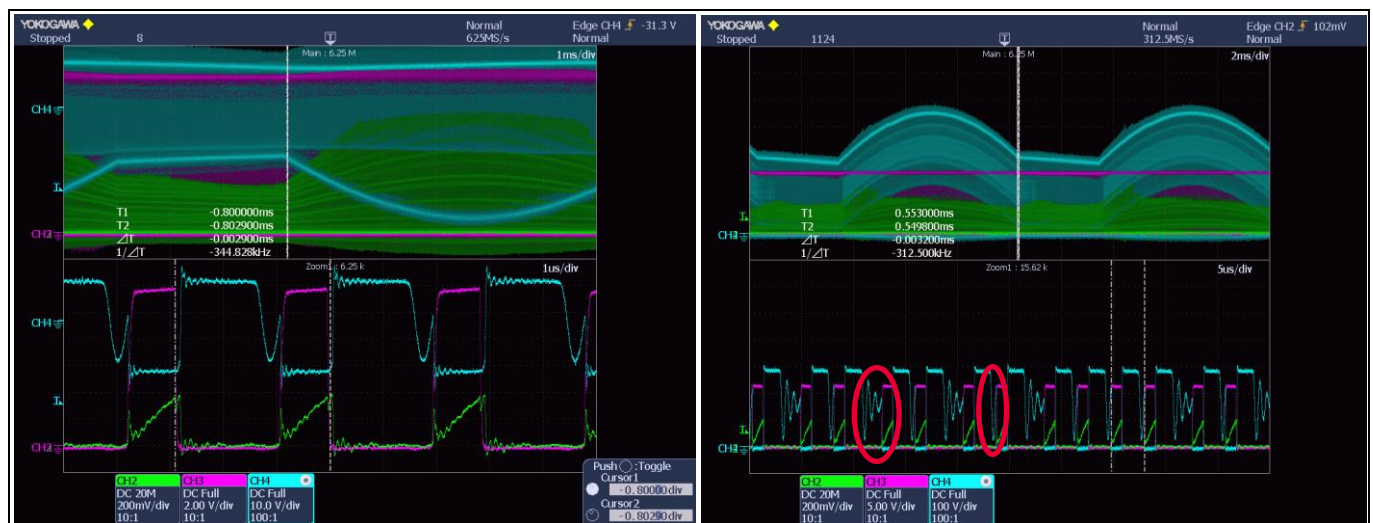 YOKOGAWA
Stopped
8
Normal
625MS/s
Edge CH4 -31.3 V
Normal
Main : 6.25 M
1ms/div
CH4
T1 -0.800000ms
T2 -0.802900ms
⊿T -0.002900ms
1/⊿T -344.828kHz
Zoom1 : 6.25 k
1us/div
CH4
CH2
DC 20M
200mV/div
10:1
CH3
DC Full
2.00 V/div
10:1
CH4
DC Full
10.0 V/div
100:1
Push :Toggle
Cursor1
-0.80000div
Cursor2
-0.80290div
YOKOGAWA
Stopped
1124
Normal
312.5MS/s
Edge CH2 102mV
Normal
Main : 6.25 M
2ms/div
T1 0.553000ms
T2 0.549800ms
⊿T -0.003200ms
1/⊿T -312.500kHz
Zoom1 : 15.62 k
5us/div
CH2
DC 20M
200mV/div
10:1
CH3
DC Full
5.00 V/div
10:1
CH4
DC Full
100 V/div
100:1